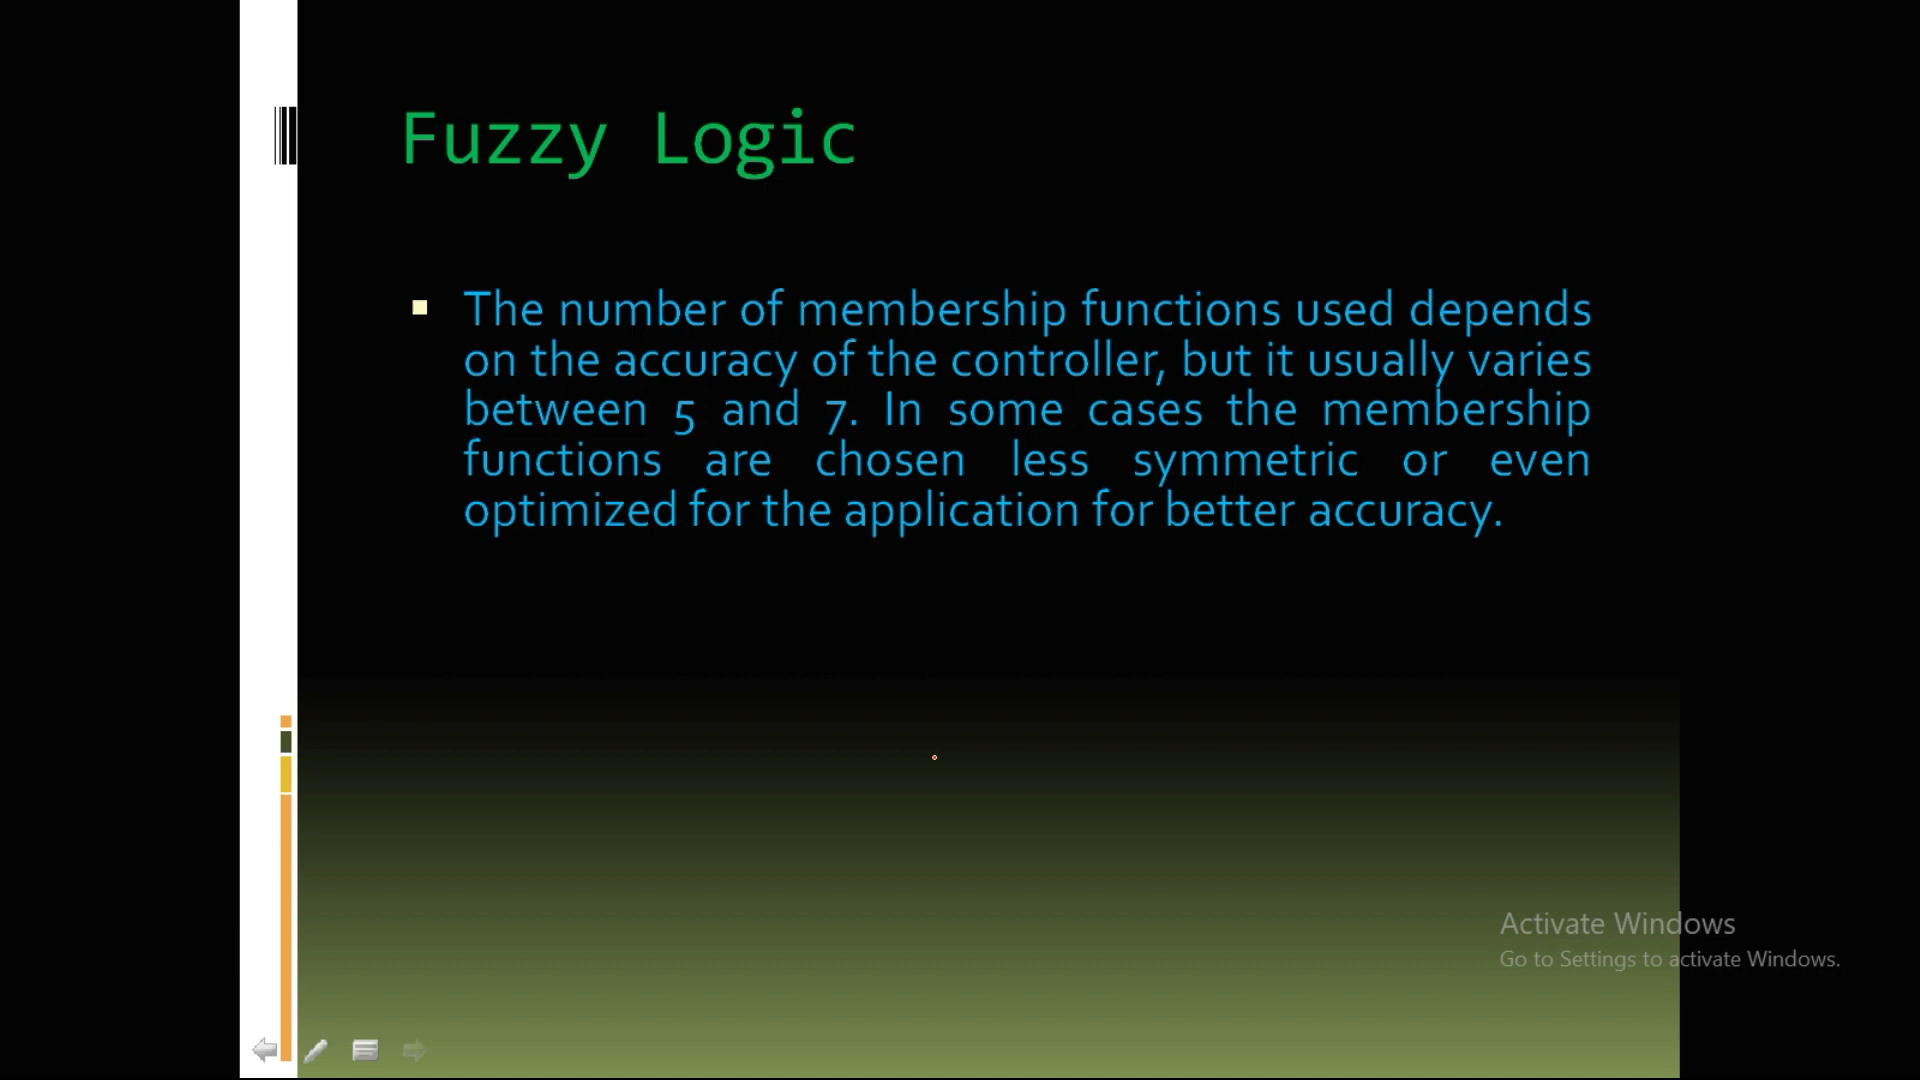 Fuzzy Logic
The number of membership functions used depends
on the accuracy of the controller, but it usually varies
between 5 and 7. In some cases the membership
functions are chosen less symmetric or even
optimized for the application for better accuracy.
Activate Windows
Go to Settings to activate Windows.